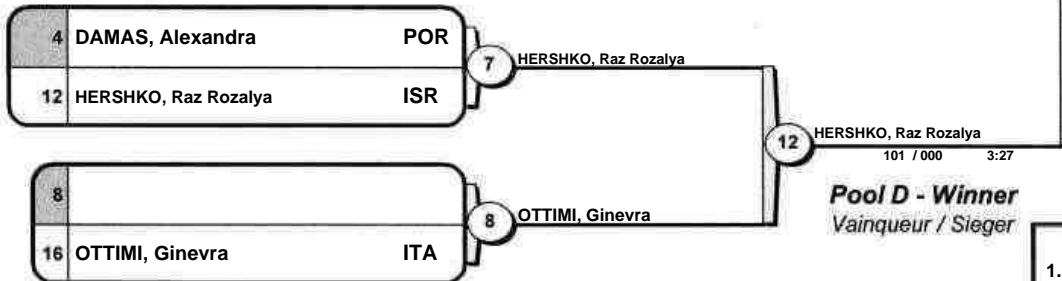 4 DAMAS, Alexandra POR
7 HERSHKO, Raz Rozalya
12 HERSHKO, Raz Rozalya ISR
12 HERSHKO, Raz Rozalya
101 / 000 3:27
8
Pool D - Winner
8 OTTIMI, Ginevra
Vainqueur / Sieger
16 OTTIMI, Ginevra ITA
1.